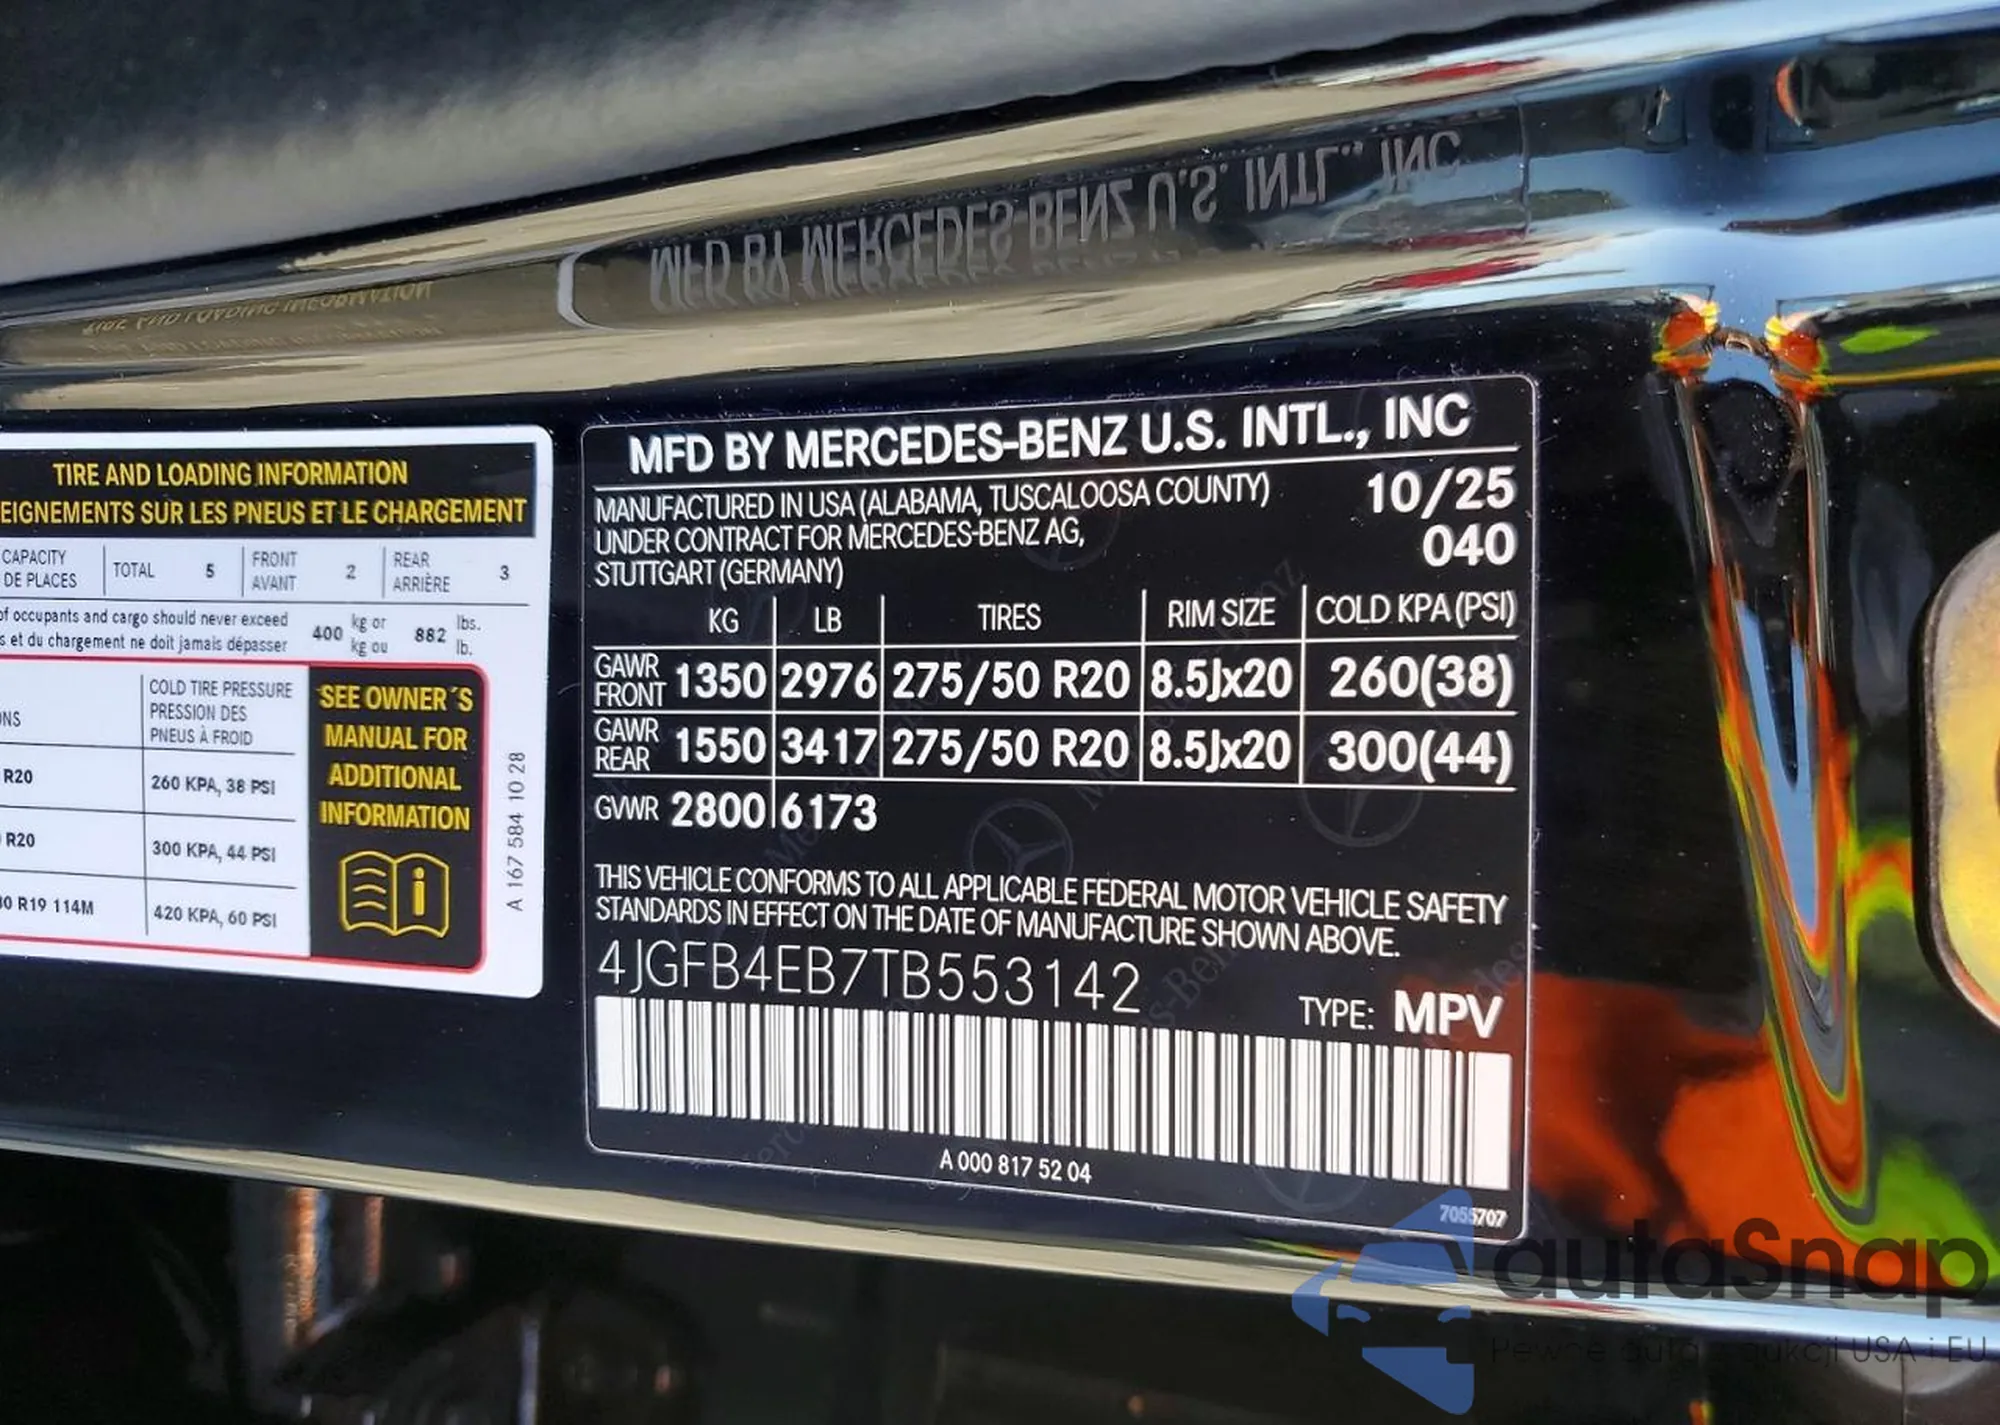 TIRE AND LOADING INFORMATION
EIGNEMENTS SUR LES PNEUS ET LE CHARGEMENT
CAPACITY
DE PLACES
TOTAL 5
FRONT
AVANT
2
REAR
ARRIÈRE
3
of occupants and cargo should never exceed
s et du chargement ne doit jamais dépasser
400 kg or
kg ou
882 lbs.
lb.
COLD TIRE PRESSURE
PRESSION DES
PNEUS À FROID
NS
R20
260 KPA, 38 PSI
R20
300 KPA, 44 PSI
0 R19 114M
420 KPA, 60 PSI
SEE OWNER´S
MANUAL FOR
ADDITIONAL
INFORMATION
A 167 584 10 28
MFD BY MERCEDES-BENZ U.S. INTL., INC
MANUFACTURED IN USA (ALABAMA, TUSCALOOSA COUNTY)
UNDER CONTRACT FOR MERCEDES-BENZ AG,
STUTTGART (GERMANY)
10/25
040
KG LB TIRES RIM SIZE COLD KPA (PSI)
GAWR
FRONT
1350 2976 275/50 R20 8.5Jx20 260(38)
GAWR
REAR
1550 3417 275/50 R20 8.5Jx20 300(44)
GVWR 2800 6173
THIS VEHICLE CONFORMS TO ALL APPLICABLE FEDERAL MOTOR VEHICLE SAFETY
STANDARDS IN EFFECT ON THE DATE OF MANUFACTURE SHOWN ABOVE.
4JGFB4EB7TB553142
TYPE: MPV
A 000 817 52 04
7055707
autaSnap
Pewne auta z aukcji USA i EU